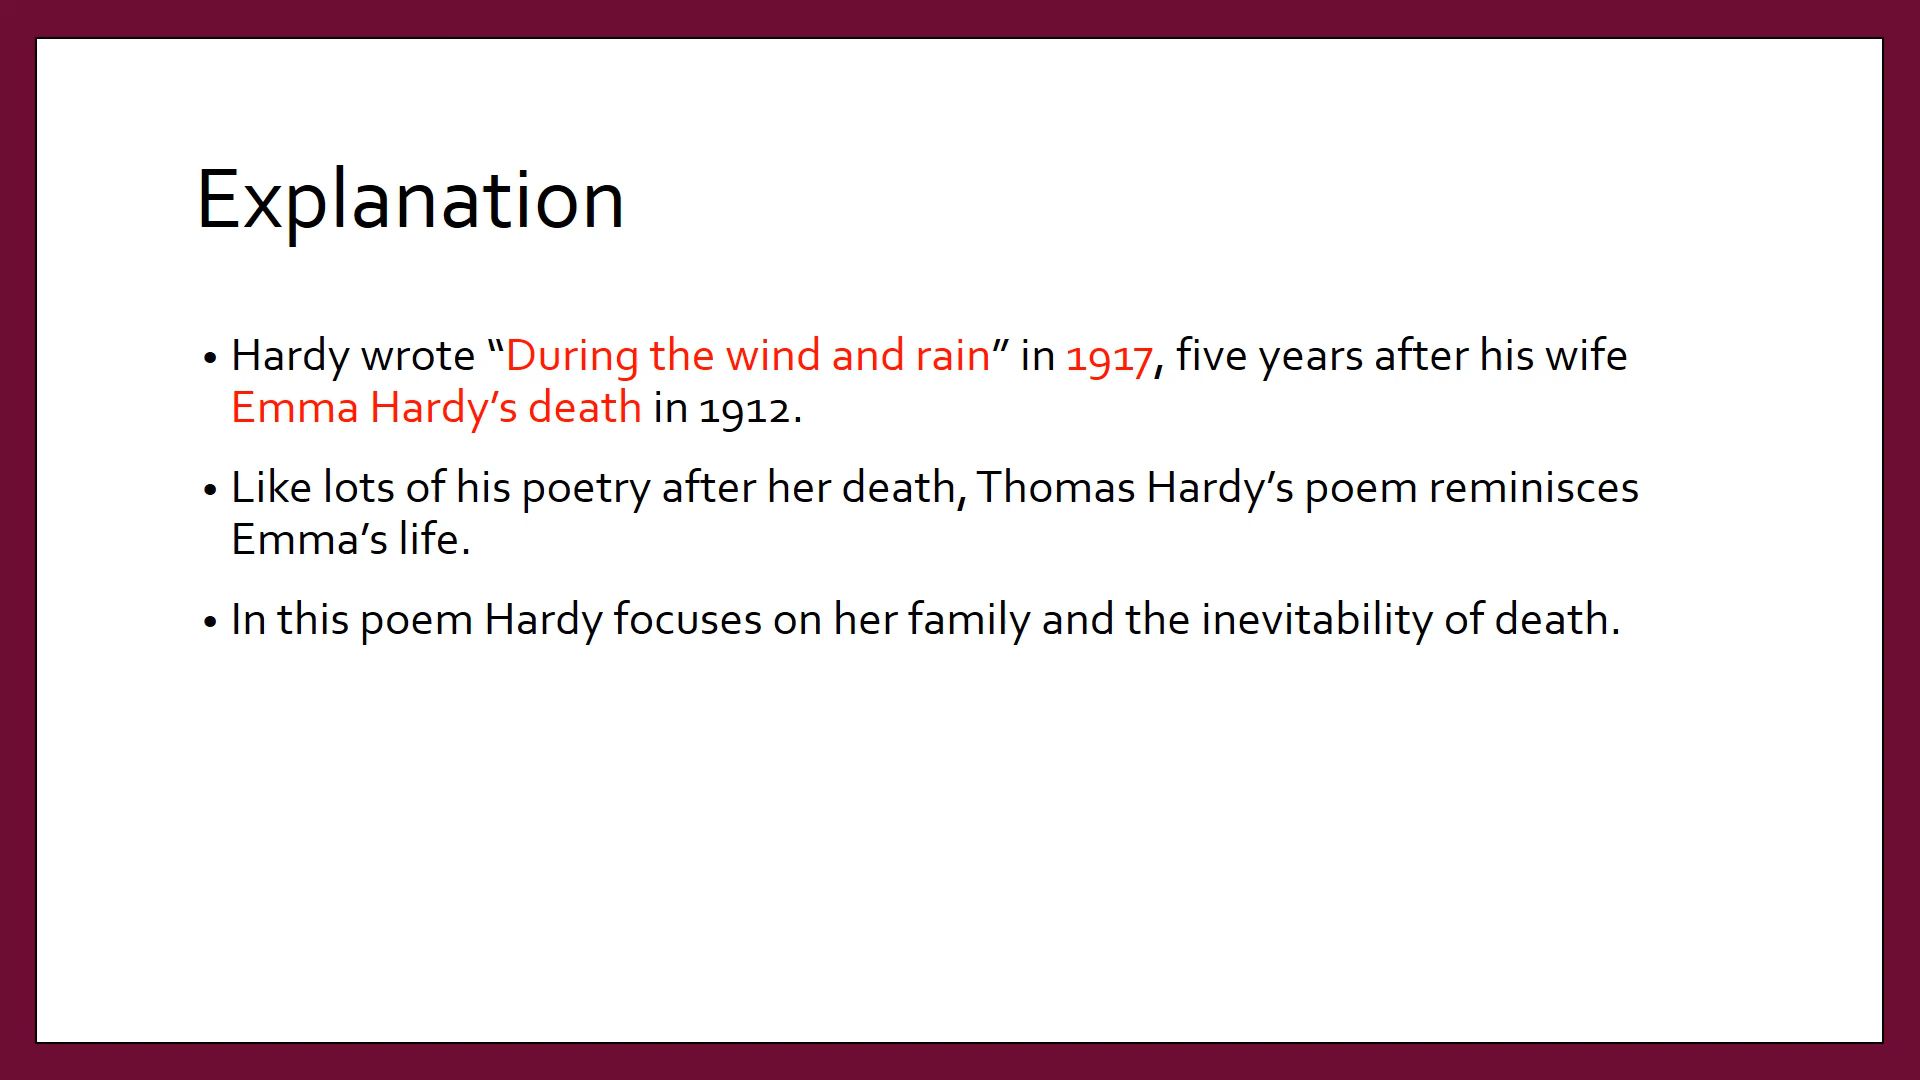 Explanation
• Hardy wrote “During the wind and rain” in 1917, five years after his wife
Emma Hardy’s death in 1912.
• Like lots of his poetry after her death, Thomas Hardy’s poem reminisces
Emma’s life.
• In this poem Hardy focuses on her family and the inevitability of death.